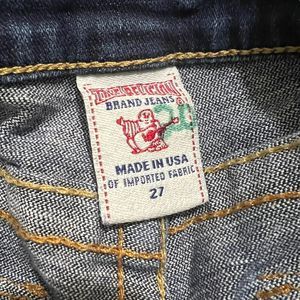 TRUE RELIGION
BRAND JEANS ®
MADE IN USA
OF IMPORTED FABRIC
27